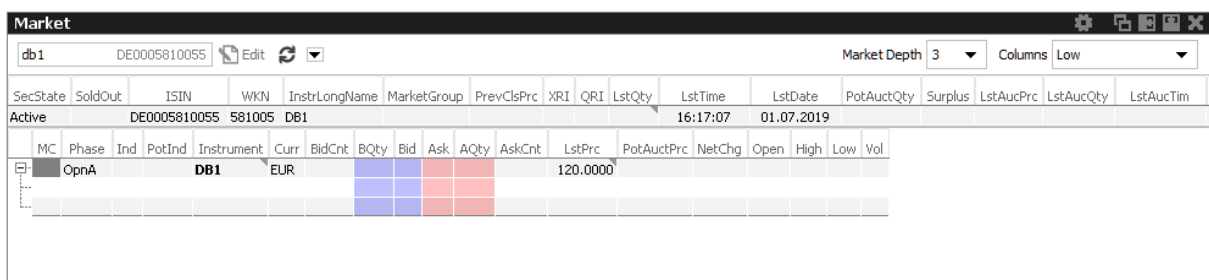 Market
db1 DE0005810055 Edit Market Depth 3 Columns Low
SecState SoldOut ISIN WKN InstrLongName MarketGroup PrevClsPrc XRI QRI LstQty LstTime LstDate PotAuctQty Surplus LstAucPrc LstAucQty LstAucTim
Active DE0005810055 581005 DB1 16:17:07 01.07.2019
MC Phase Ind PotInd Instrument Curr BidCnt BQty Bid Ask AQty AskCnt LstPrc PotAuctPrc NetChg Open High Low Vol
OpnA DB1 EUR 120.0000